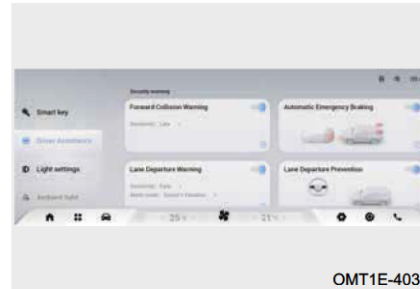 Security warning
Smart key
Forward Collision Warning
Automatic Emergency Braking
Sensitivity: Late
Driver Assistance
Light settings
Lane Departure Warning
Lane Departure Prevention
Ambient light
25
21
OMT1E-403